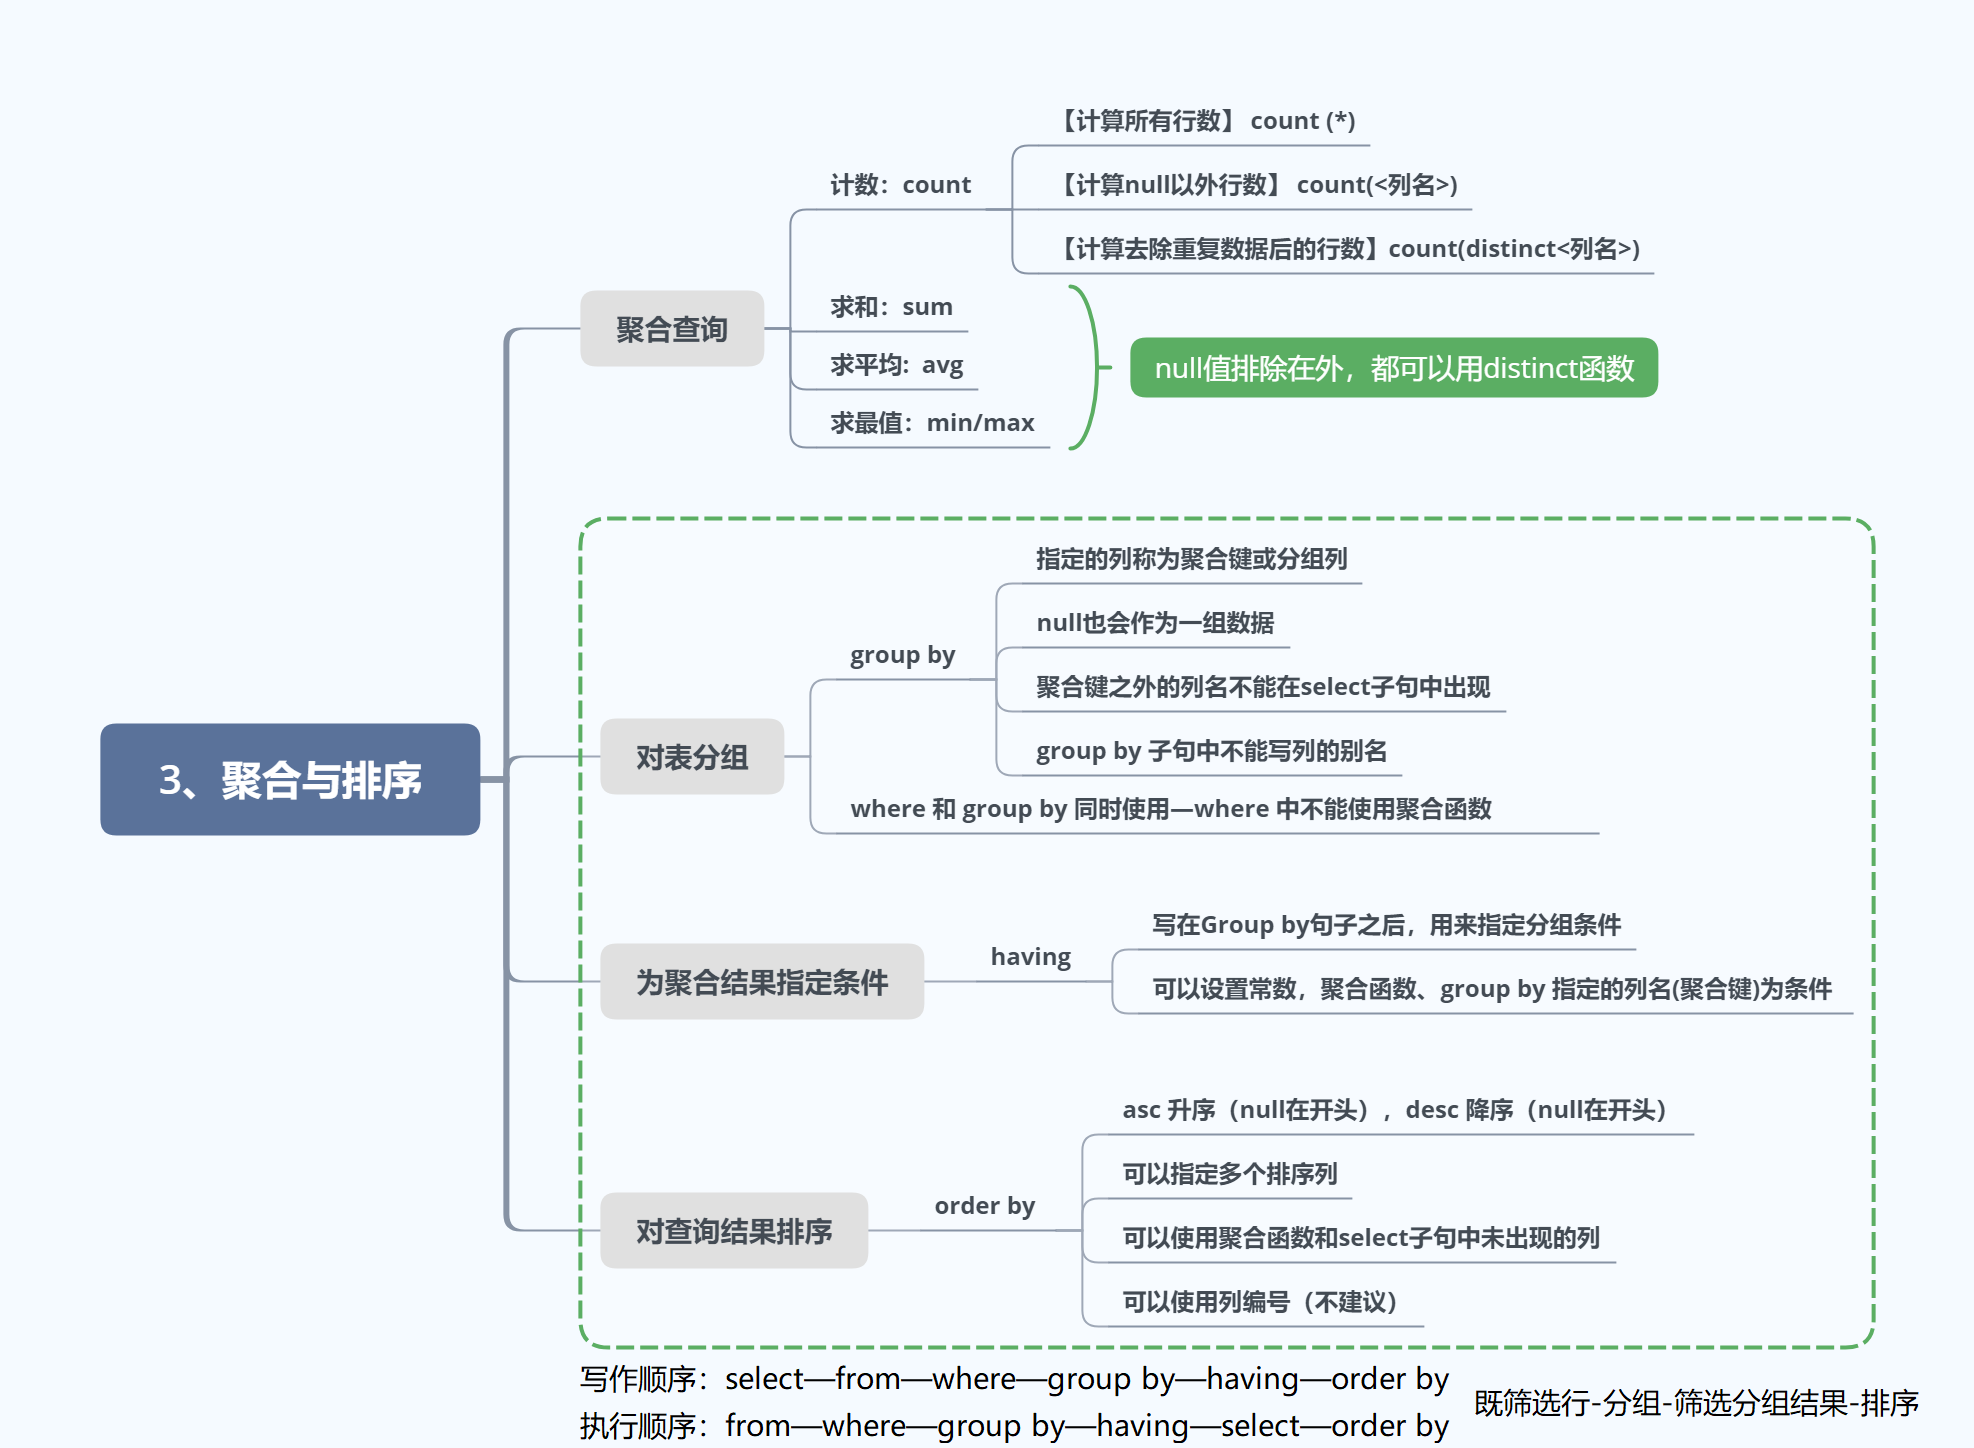 3、聚合与排序
聚合查询
计数：count
【计算所有行数】 count (*)
【计算null以外行数】 count(<列名>)
【计算去除重复数据后的行数】count(distinct<列名>)
求和：sum
求平均: avg
求最值：min/max
null值排除在外，都可以用distinct函数
对表分组
group by
指定的列称为聚合键或分组列
null也会作为一组数据
聚合键之外的列名不能在select子句中出现
group by 子句中不能写列的别名
where 和 group by 同时使用—where 中不能使用聚合函数
为聚合结果指定条件
having
写在Group by句子之后，用来指定分组条件
可以设置常数，聚合函数、group by 指定的列名(聚合键)为条件
对查询结果排序
order by
asc 升序（null在开头），desc 降序（null在开头）
可以指定多个排序列
可以使用聚合函数和select子句中未出现的列
可以使用列编号（不建议）
写作顺序：select—from—where—group by—having—order by
执行顺序：from—where—group by—having—select—order by
既筛选行-分组-筛选分组结果-排序